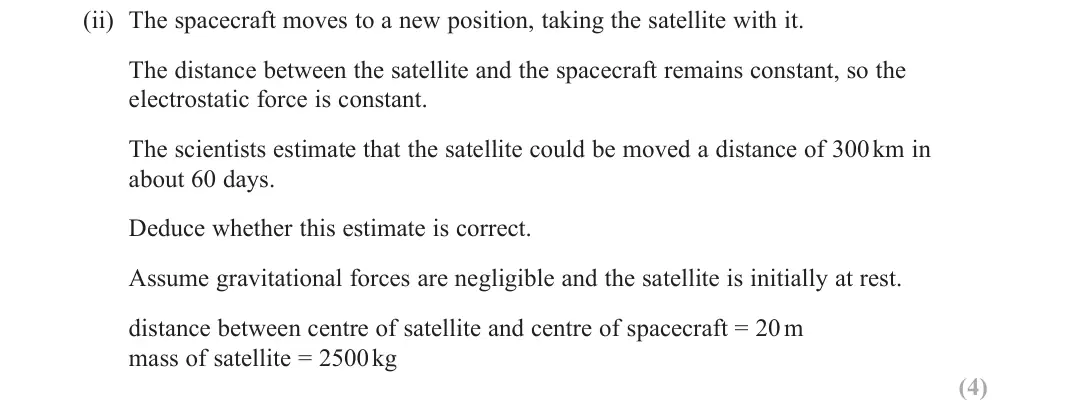 (ii) The spacecraft moves to a new position, taking the satellite with it.
The distance between the satellite and the spacecraft remains constant, so the
electrostatic force is constant.
The scientists estimate that the satellite could be moved a distance of 300 km in
about 60 days.
Deduce whether this estimate is correct.
Assume gravitational forces are negligible and the satellite is initially at rest.
distance between centre of satellite and centre of spacecraft = 20 m
mass of satellite = 2500 kg
(4)